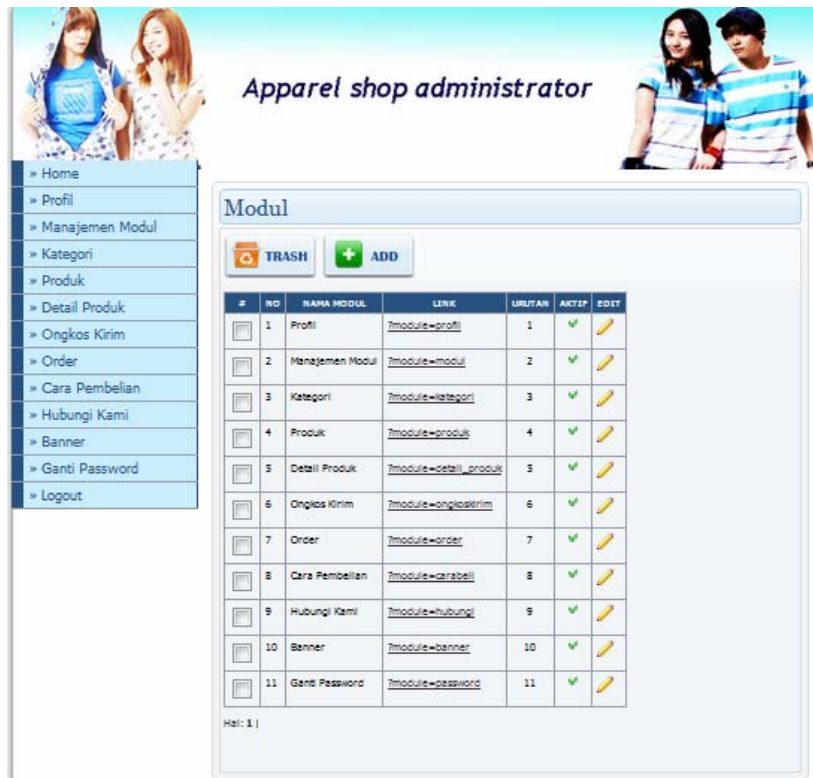 Apparel shop administrator
» Home
» Profil
» Manajemen Modul
» Kategori
» Produk
» Detail Produk
» Ongkos Kirim
» Order
» Cara Pembelian
» Hubungi Kami
» Banner
» Ganti Password
» Logout
Modul
TRASH ADD
# NO NAMA MODUL LINK URUTAN AKTIF EDIT
1 Profil ?module=profil 1
2 Manajemen Modul ?module=modul 2
3 Kategori ?module=kategori 3
4 Produk ?module=produk 4
5 Detail Produk ?module=detail_produk 5
6 Ongkos Kirim ?module=ongkoskirim 6
7 Order ?module=order 7
8 Cara Pembelian ?module=carabeli 8
9 Hubungi Kami ?module=hubungi 9
10 Banner ?module=banner 10
11 Ganti Password ?module=password 11
Hal: 1 |